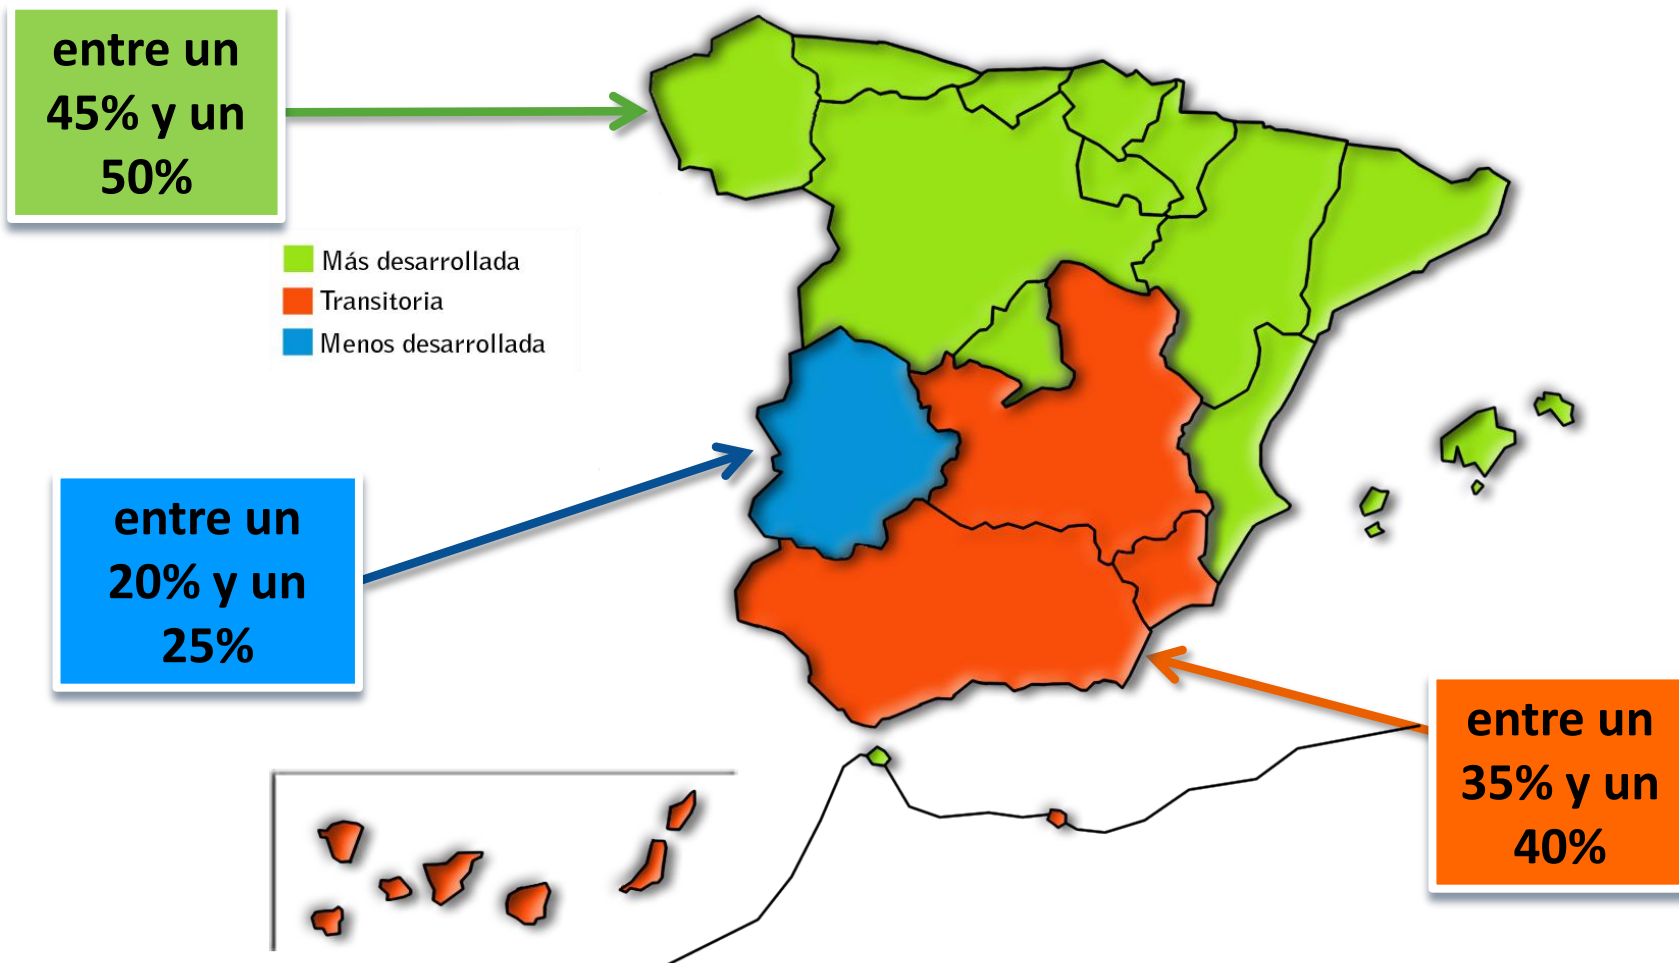 entre un
45% y un
50%
Más desarrollada
Transitoria
Menos desarrollada
entre un
20% y un
25%
entre un
35% y un
40%